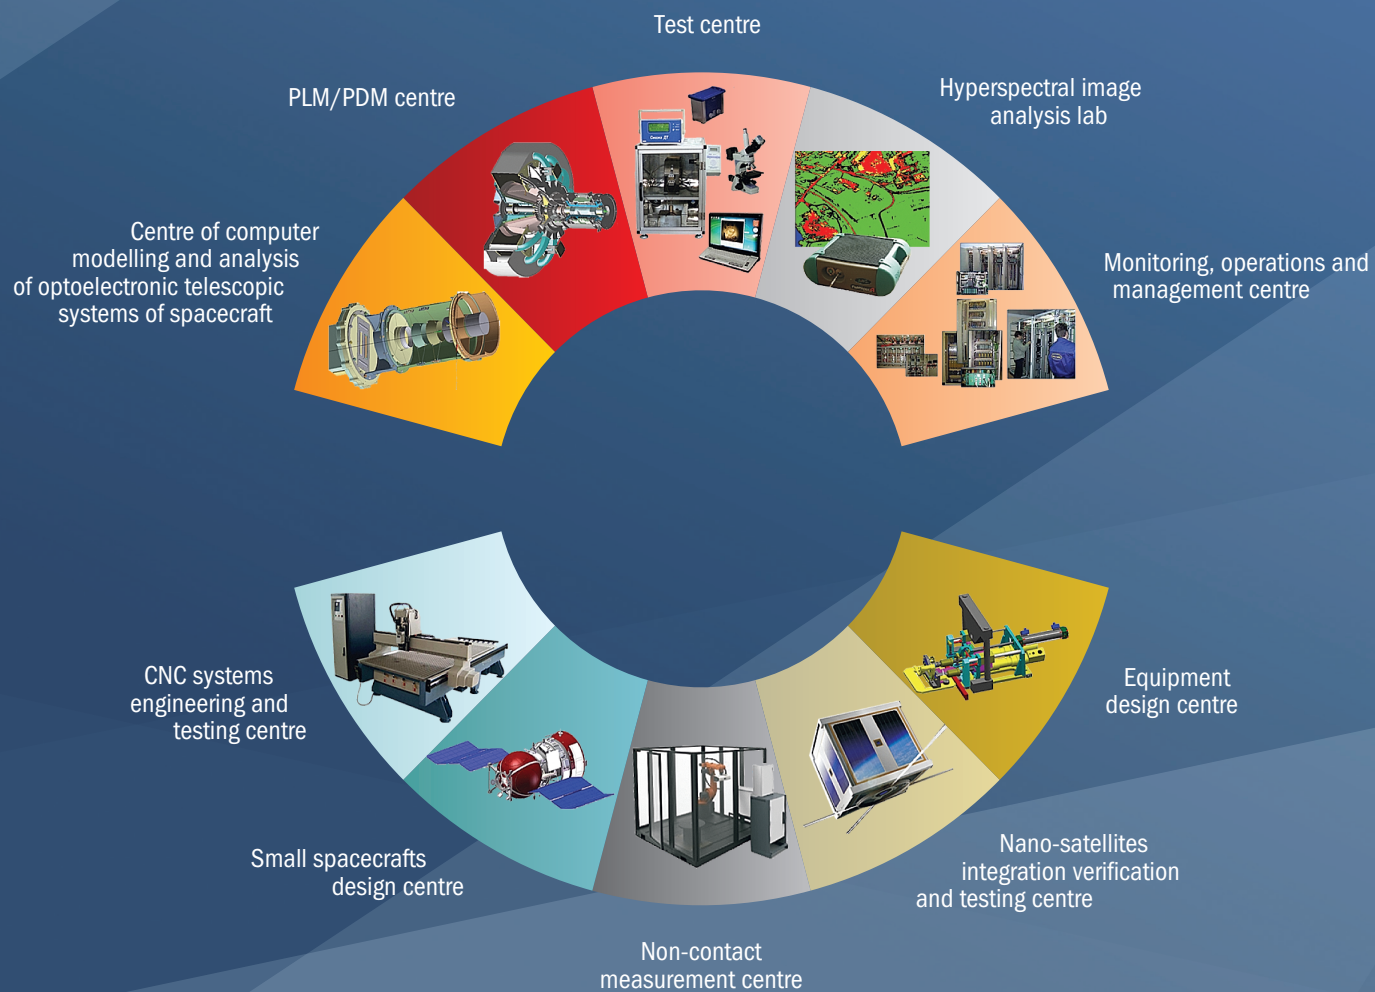 Test centre
PLM/PDM centre
Hyperspectral image
analysis lab
Centre of computer
modelling and analysis
of optoelectronic telescopic
systems of spacecraft
Monitoring, operations and
management centre
CNC systems
engineering and
testing centre
Equipment
design centre
Small spacecrafts
design centre
Nano-satellites
integration verification
and testing centre
Non-contact
measurement centre